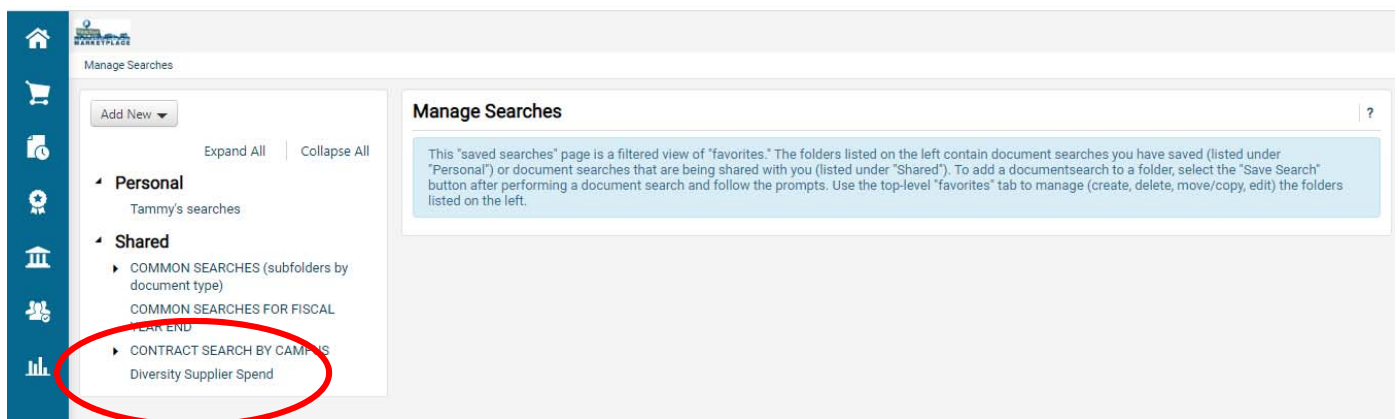 MARKETPLACE
Manage Searches
Add New
Expand All Collapse All
Personal
Tammy's searches
Shared
COMMON SEARCHES (subfolders by
document type)
COMMON SEARCHES FOR FISCAL
YEAR END
CONTRACT SEARCH BY CAMPUS
Diversity Supplier Spend
Manage Searches
?
This "saved searches" page is a filtered view of "favorites." The folders listed on the left contain document searches you have saved (listed under
"Personal") or document searches that are being shared with you (listed under "Shared"). To add a documentsearch to a folder, select the "Save Search"
button after performing a document search and follow the prompts. Use the top-level "favorites" tab to manage (create, delete, move/copy, edit) the folders
listed on the left.